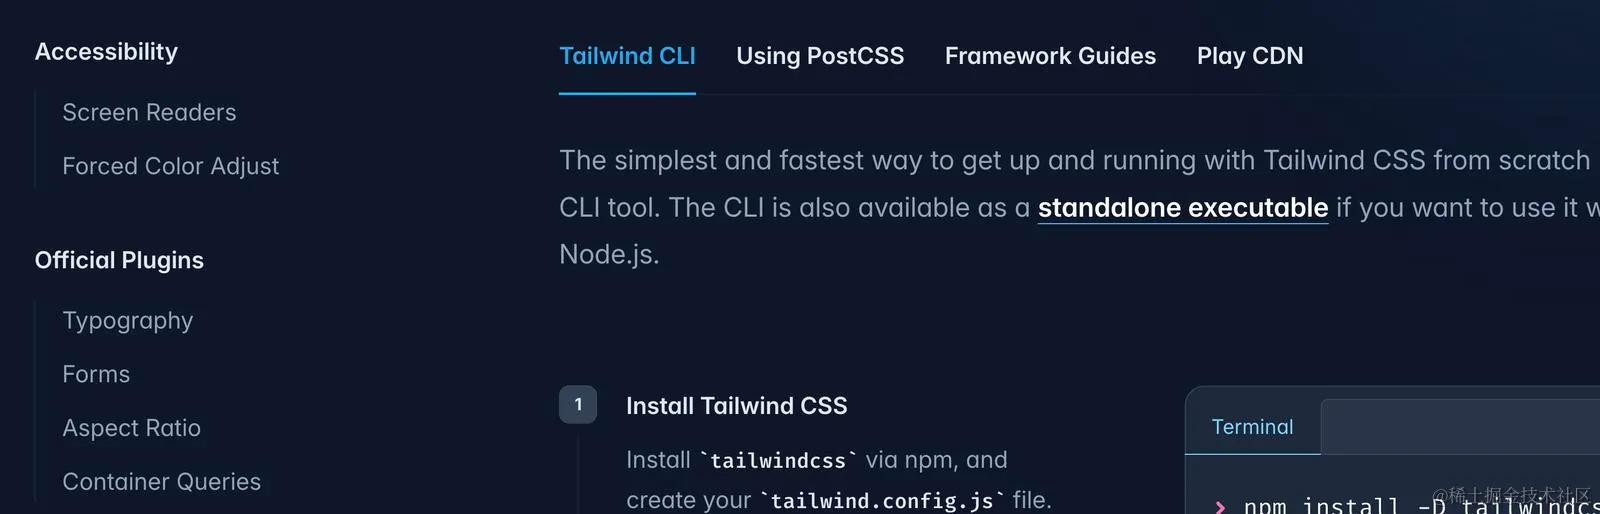 Accessibility
Screen Readers
Forced Color Adjust
Official Plugins
Typography
Forms
Aspect Ratio
Container Queries
Tailwind CLI Using PostCSS Framework Guides Play CDN
The simplest and fastest way to get up and running with Tailwind CSS from scratch
CLI tool. The CLI is also available as a standalone executable if you want to use it
Node.js.
1 Install Tailwind CSS
Install `tailwindcss` via npm, and
create your `tailwind.config.js` file.
Terminal
> npm install -D tailwindcs
@稀土掘金技术社区